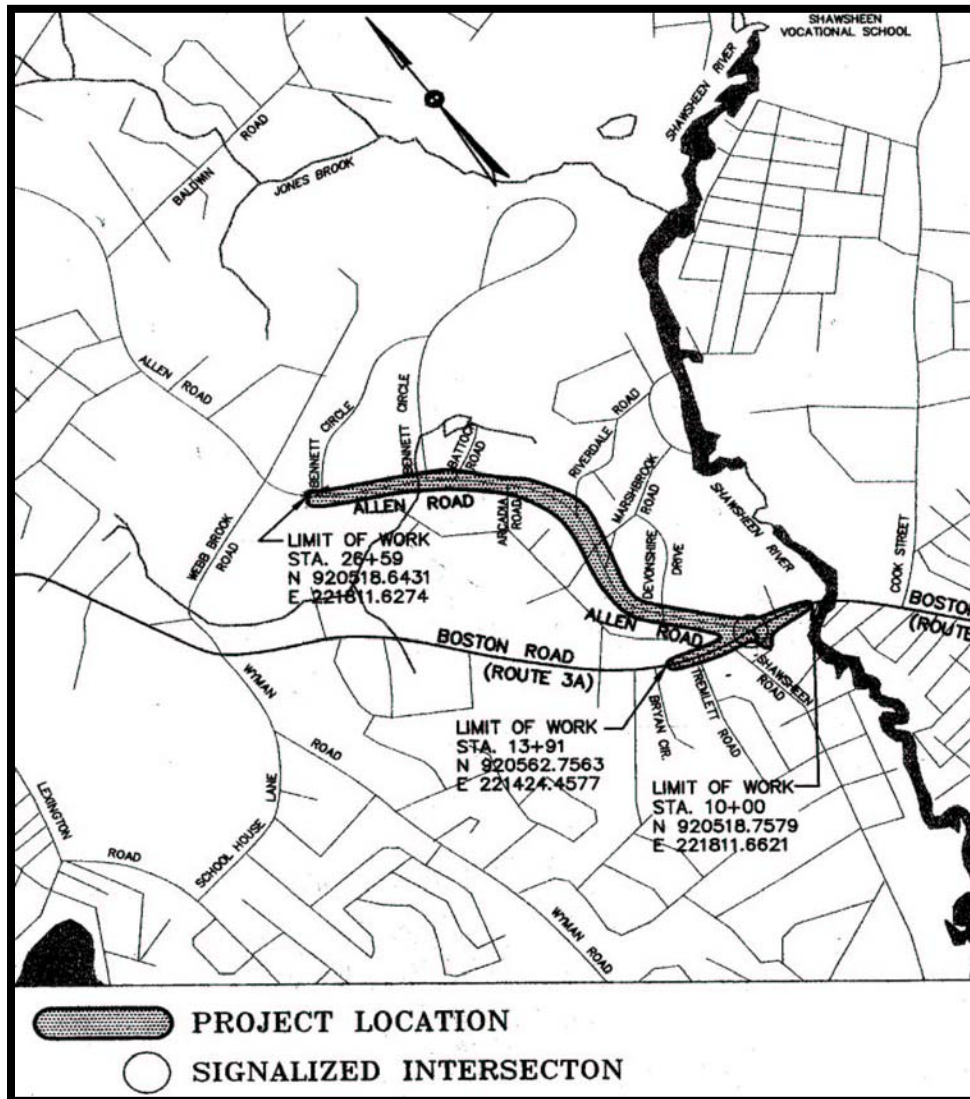 SHAWSHEEN
VOCATIONAL SCHOOL
SHAWSHEEN RIVER
BALDWIN ROAD
JONES BROOK
ALLEN ROAD
BENNETT CIRCLE
BENNETT CIRCLE
BATTOCK
ROAD
RIVERDALE ROAD
MARSHBROOK
ROAD
ARCADIA
ROAD
ALLEN ROAD
SHAWSHEEN RIVER
COOK STREET
WEBB BROOK
ROAD
LIMIT OF WORK
STA. 26+59
N 920518.6431
E 221811.6274
DEVONSHIRE
DRIVE
ALLEN ROAD
BOSTON
(ROUTE
BOSTON ROAD
(ROUTE 3A)
SHAWSHEEN
ROAD
TREMLETT ROAD
BRYAN CIR.
WYMAN
ROAD
LIMIT OF WORK
STA. 13+91
N 920562.7563
E 221424.4577
LIMIT OF WORK
STA. 10+00
N 920518.7579
E 221811.6621
LEXINGTON
ROAD
SCHOOL HOUSE LANE
WYMAN ROAD
PROJECT LOCATION
SIGNALIZED INTERSECTON